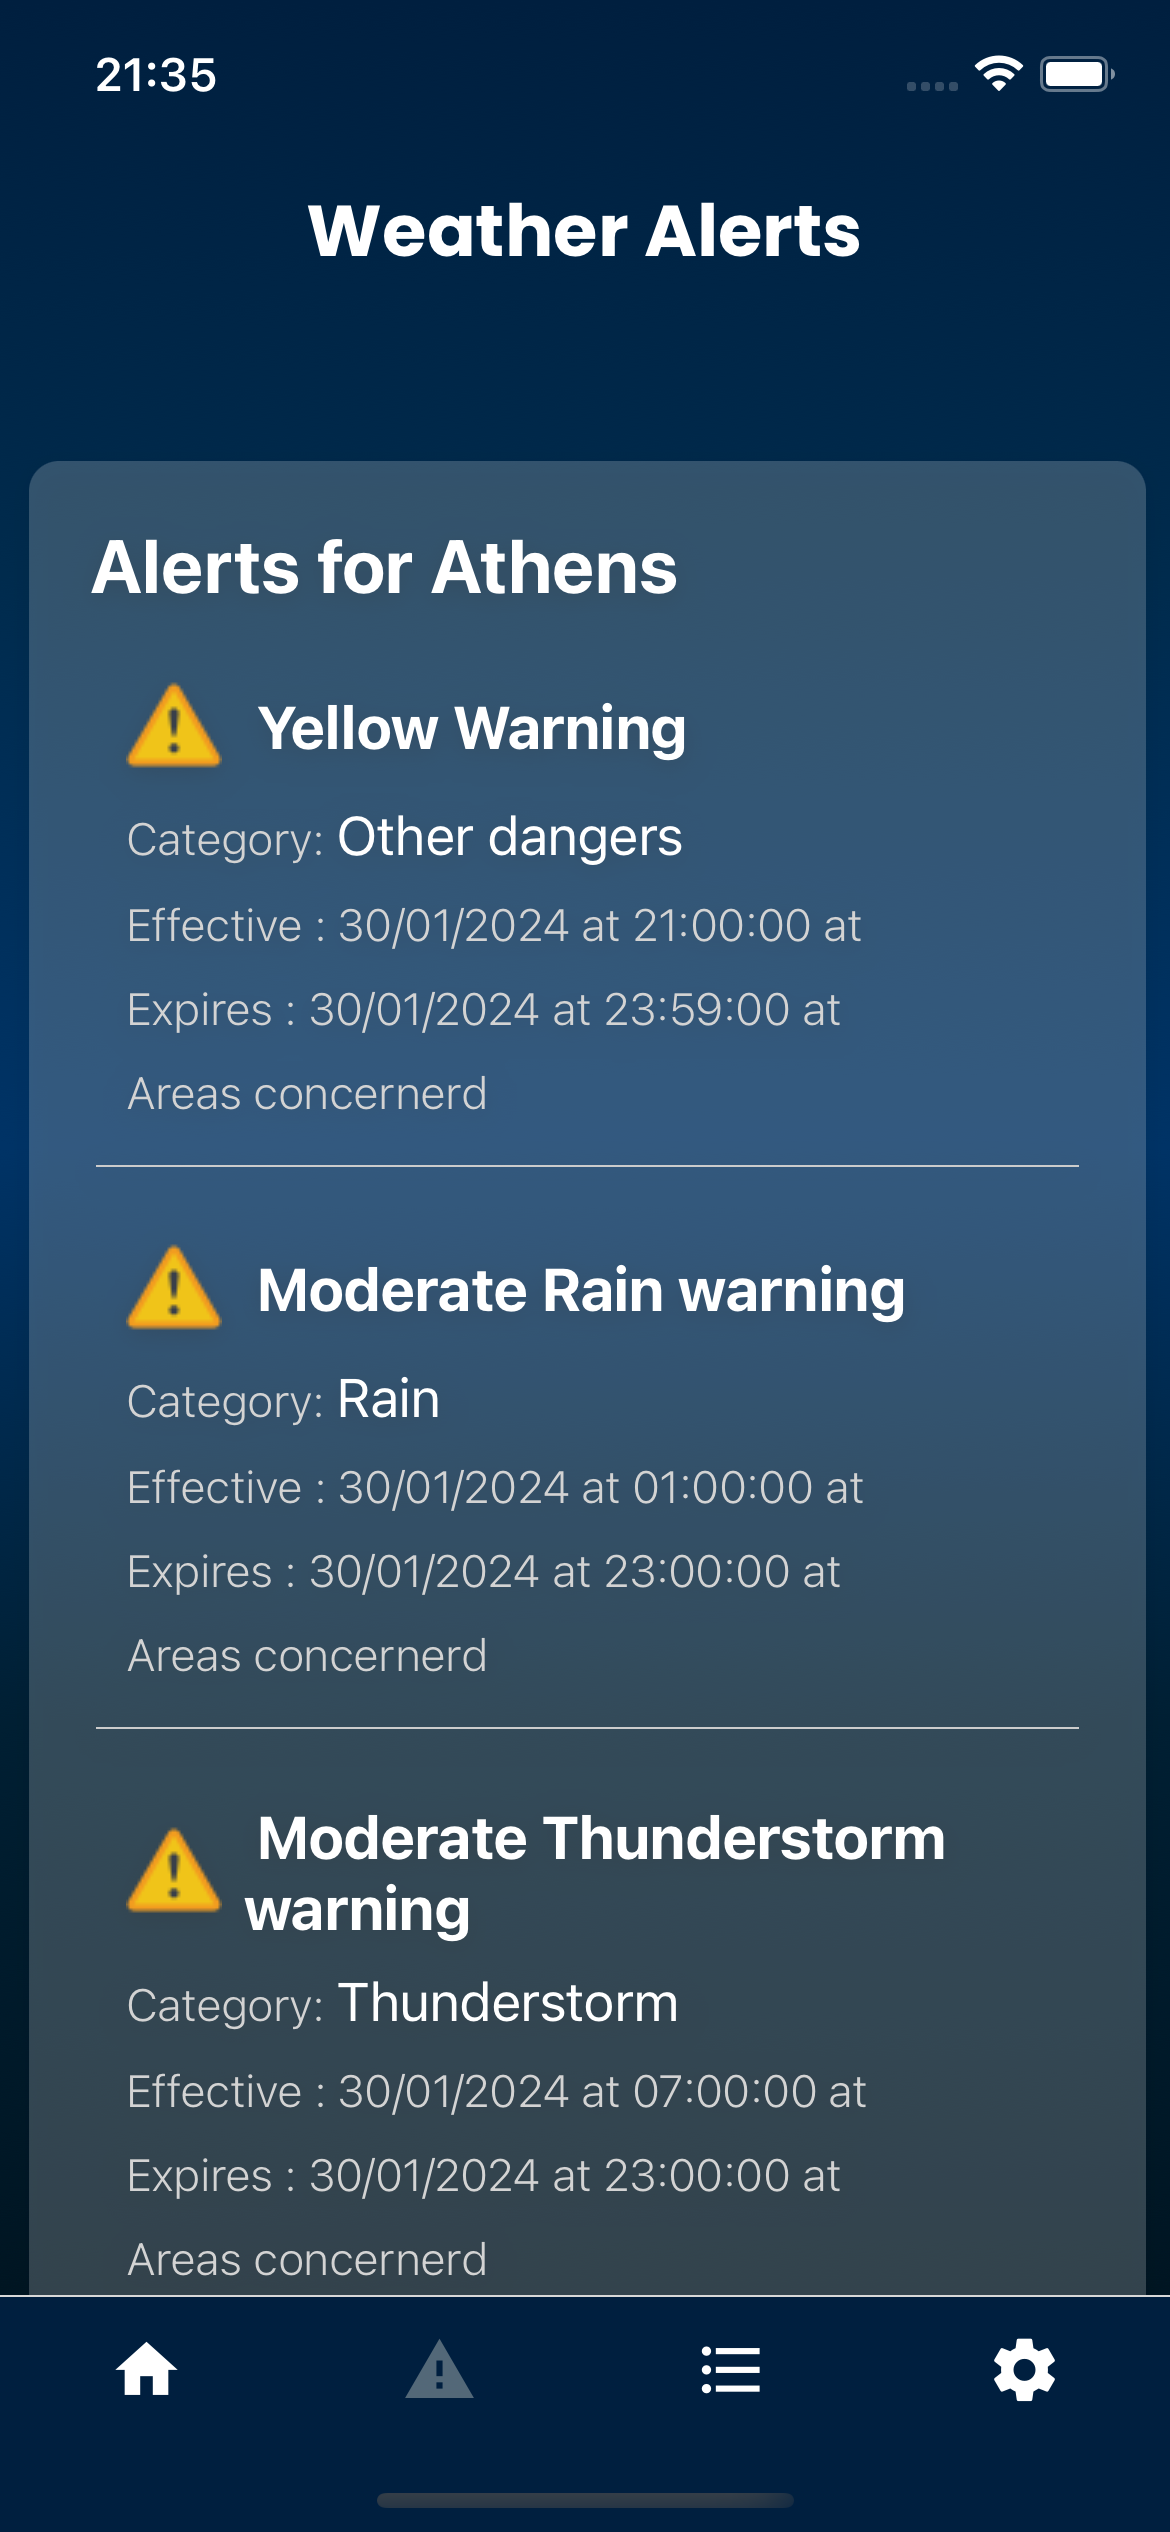 21:35
Weather Alerts
Alerts for Athens
Yellow Warning
Category: Other dangers
Effective : 30/01/2024 at 21:00:00 at
Expires : 30/01/2024 at 23:59:00 at
Areas concernerd
Moderate Rain warning
Category: Rain
Effective : 30/01/2024 at 01:00:00 at
Expires : 30/01/2024 at 23:00:00 at
Areas concernerd
Moderate Thunderstorm
warning
Category: Thunderstorm
Effective : 30/01/2024 at 07:00:00 at
Expires : 30/01/2024 at 23:00:00 at
Areas concernerd